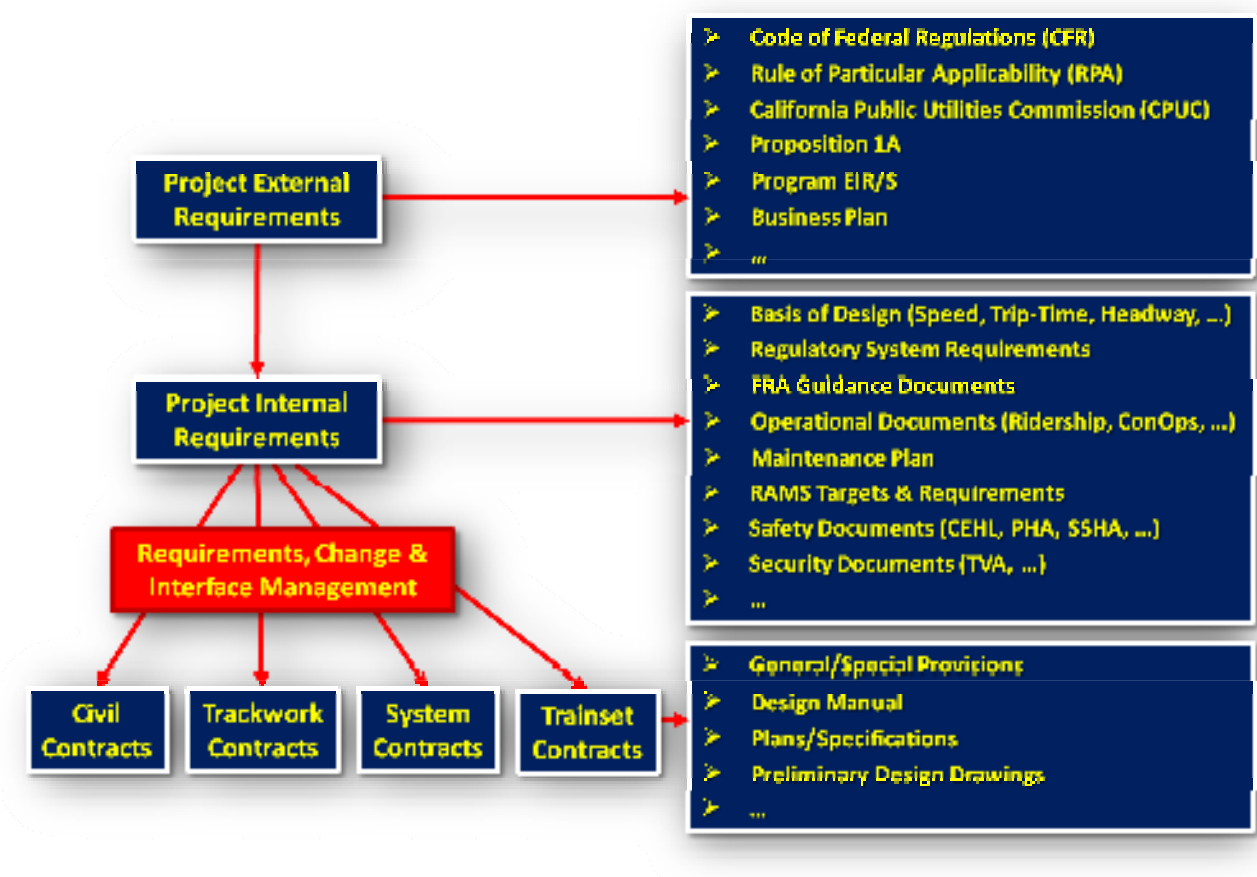 Project External
Requirements
➢ Code of Federal Regulations (CFR)
➢ Rule of Particular Applicability (RPA)
➢ California Public Utilities Commission (CPUC)
➢ Proposition 1A
➢ Program EIR/S
➢ Business Plan
➢ ...
Project Internal
Requirements
➢ Basis of Design (Speed, Trip-Time, Headway, ...)
➢ Regulatory System Requirements
➢ FRA Guidance Documents
➢ Operational Documents (Ridership, ConOps, ...)
➢ Maintenance Plan
➢ RAMS Targets & Requirements
➢ Safety Documents (CEHL, PHA, SSHA, ...)
➢ Security Documents (TVA, ...)
➢ ...
Requirements, Change &
Interface Management
Civil
Contracts
Trackwork
Contracts
System
Contracts
Trainset
Contracts
➢ General/Special Provisions
➢ Design Manual
➢ Plans/Specifications
➢ Preliminary Design Drawings
➢ ...